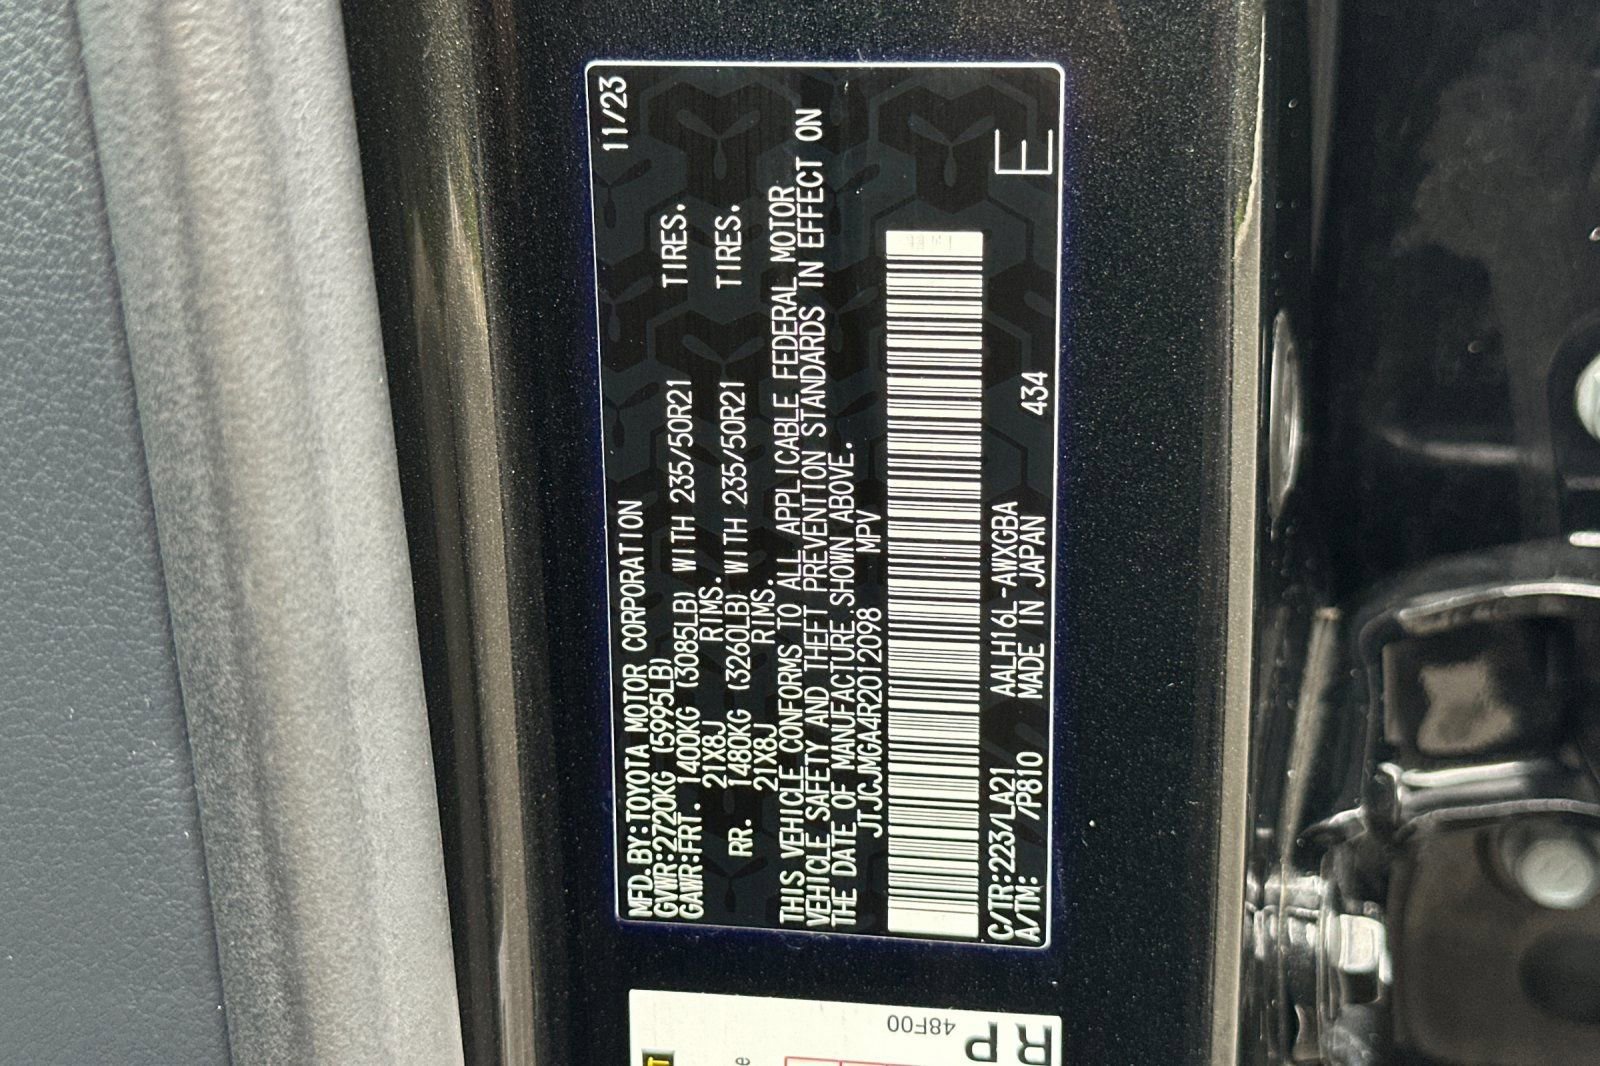 11/23
MFD.BY:TOYOTA MOTOR CORPORATION
GVWR:2720KG (5995LB)
GAWR:FRT. 1400KG (3085LB) WITH 235/50R21 TIRES,
21X8J RIMS.
RR. 1480KG (3260LB) WITH 235/50R21 TIRES,
21X8J RIMS.
THIS VEHICLE CONFORMS TO ALL APPLICABLE FEDERAL MOTOR
VEHICLE SAFETY AND THEFT PREVENTION STANDARDS IN EFFECT ON
THE DATE OF MANUFACTURE SHOWN ABOVE.
JTJCJMGA4R2012098 MPV
C/TR:223/LA21 AALH16L-AWXGBA
A/TM: /P810 MADE IN JAPAN 434
E
48F00